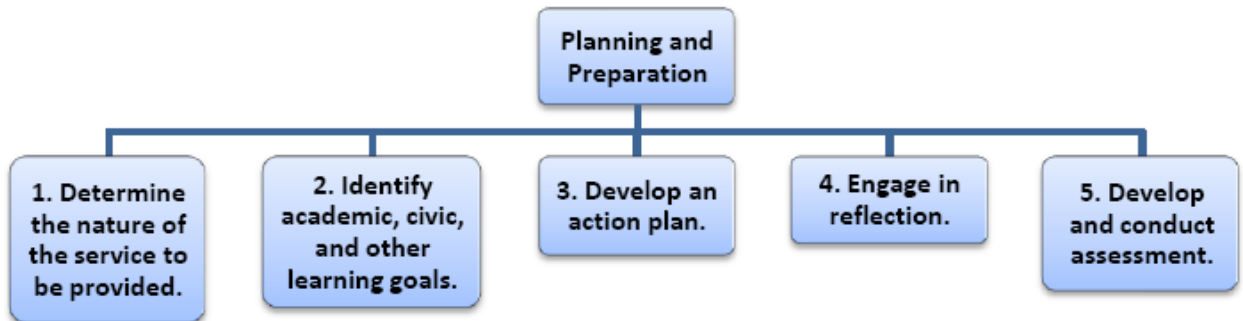 Planning and
Preparation
1. Determine
the nature of
the service to
be provided.
2. Identify
academic, civic,
and other
learning goals.
3. Develop an
action plan.
4. Engage in
reflection.
5. Develop
and conduct
assessment.